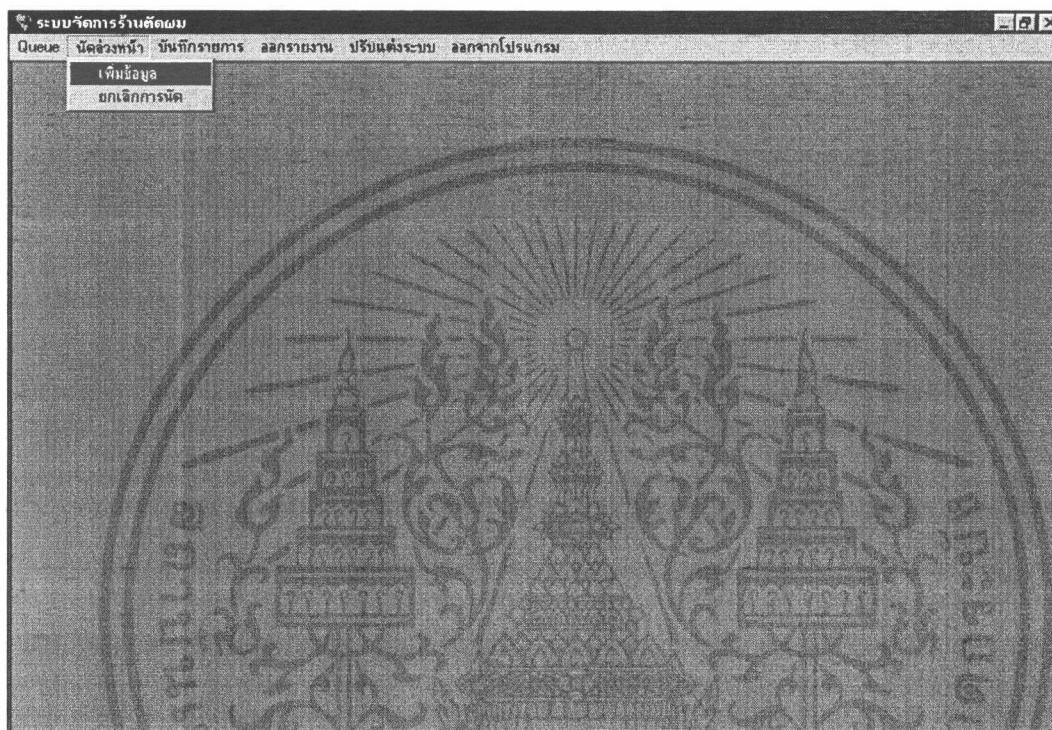 ระบบจัดการร้านตัดผม
Queue นัดล่วงหน้า บันทึกรายการ ออกรายงาน ปรับแต่งระบบ ออกจากโปรแกรม
เพิ่มข้อมูล
ยกเลิกการนัด